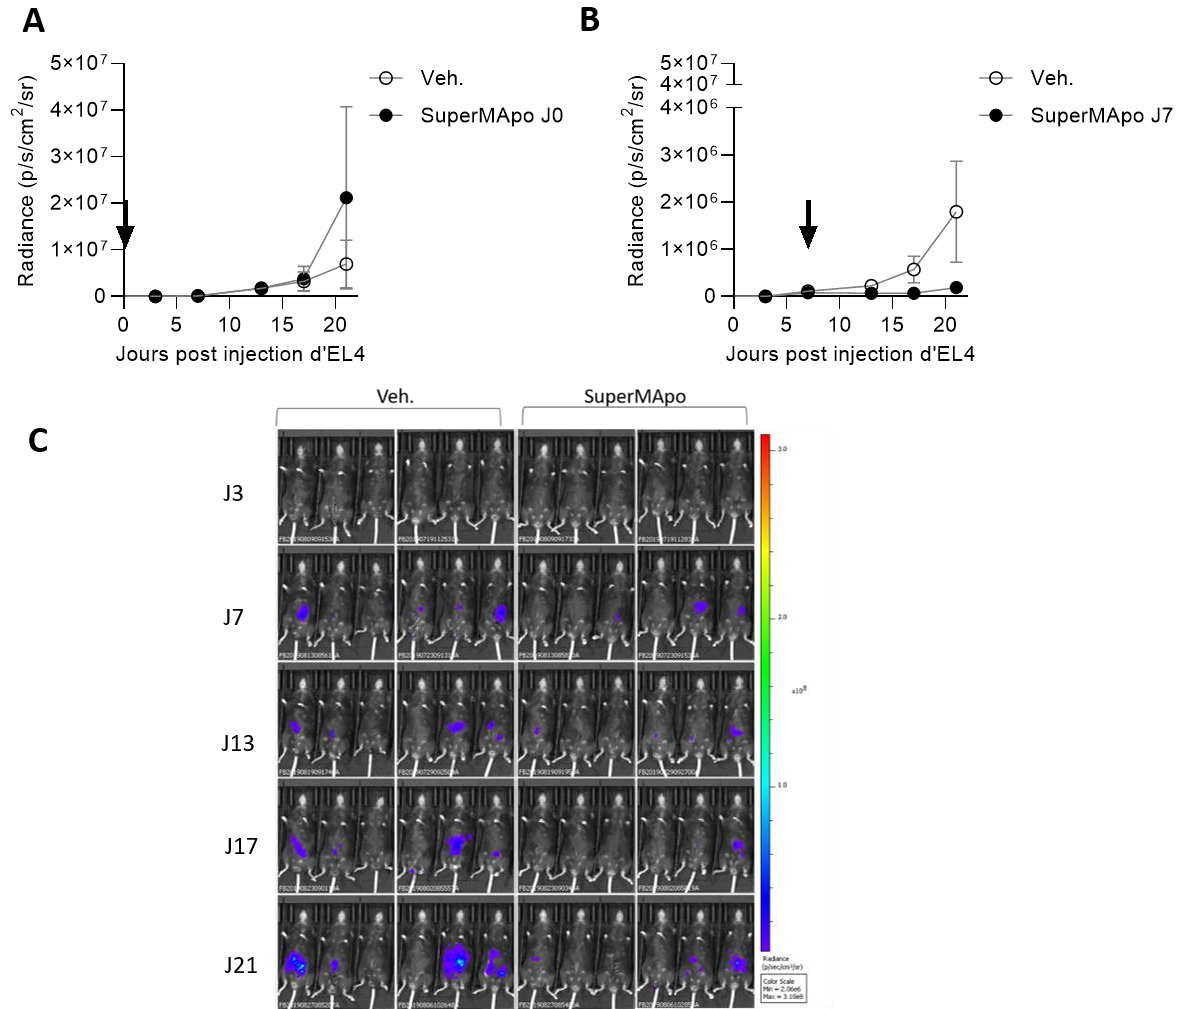 A
5×10⁷
4×10⁷
3×10⁷
2×10⁷
1×10⁷
0
Radiance (p/s/cm²/sr)
0 5 10 15 20
Jours post injection d'EL4
Veh.
SuperMApo J0
B
5×10⁷
4×10⁷
4×10⁶
3×10⁶
2×10⁶
1×10⁶
0
Radiance (p/s/cm²/sr)
0 5 10 15 20
Jours post injection d'EL4
Veh.
SuperMApo J7
C
Veh. SuperMApo
J3
J7
J13
J17
J21
3.0
2.0
x10⁸
1.0
Radiance
(p/sec/cm²/sr)
Color Scale
Min = 2.06e6
Max = 3.10e8